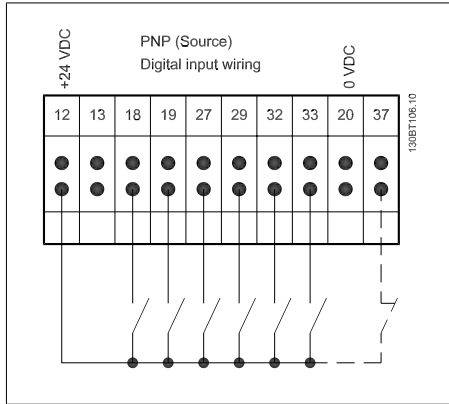 PNP (Source)
Digital input wiring
+24 VDC
0 VDC
130BT106.10
12 13 18 19 27 29 32 33 20 37